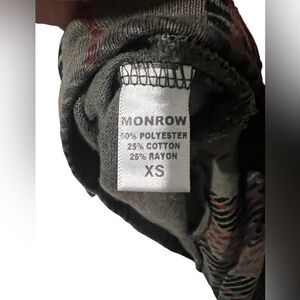 MONROW
50% POLYESTER
25% COTTON
25% RAYON
XS